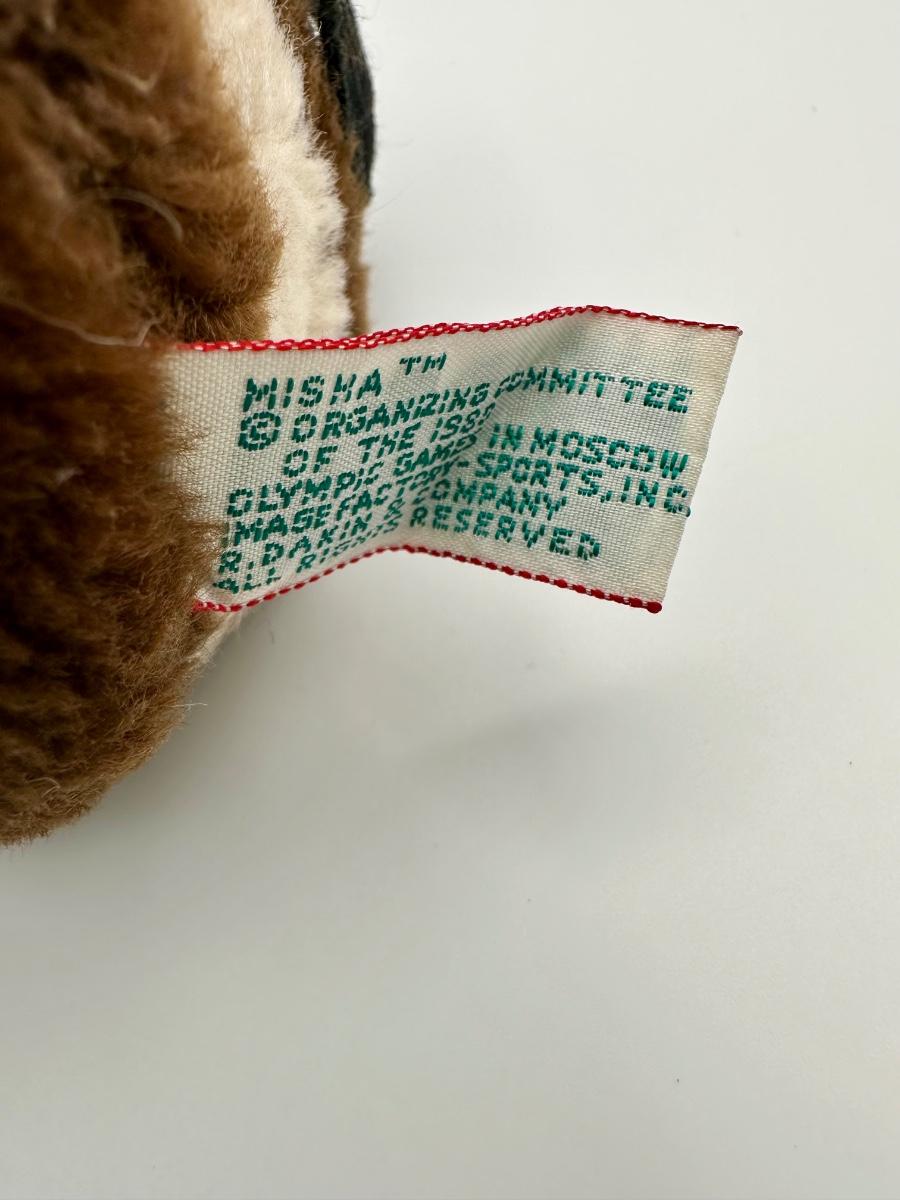 MISHA ™
© ORGANIZING COMMITTEE
OF THE 1980
OLYMPIC GAMES IN MOSCOW
IMAGE FACTORY-SPORTS, INC.
R. DAKIN & COMPANY
ALL RIGHTS RESERVED